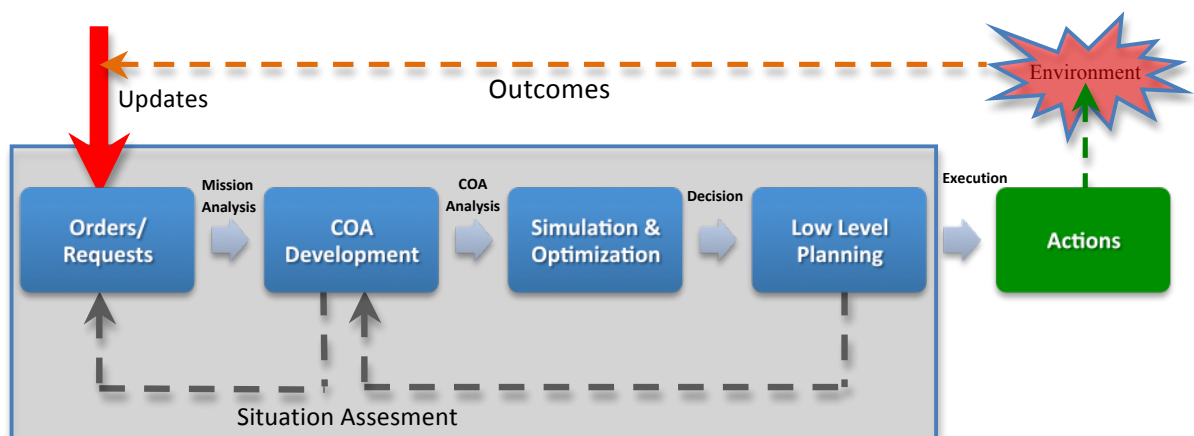 Environment
Outcomes
Updates
Mission
Analysis
COA
Analysis
Decision
Execution
Orders/
Requests
COA
Development
Simulation &
Optimization
Low Level
Planning
Actions
Situation Assesment